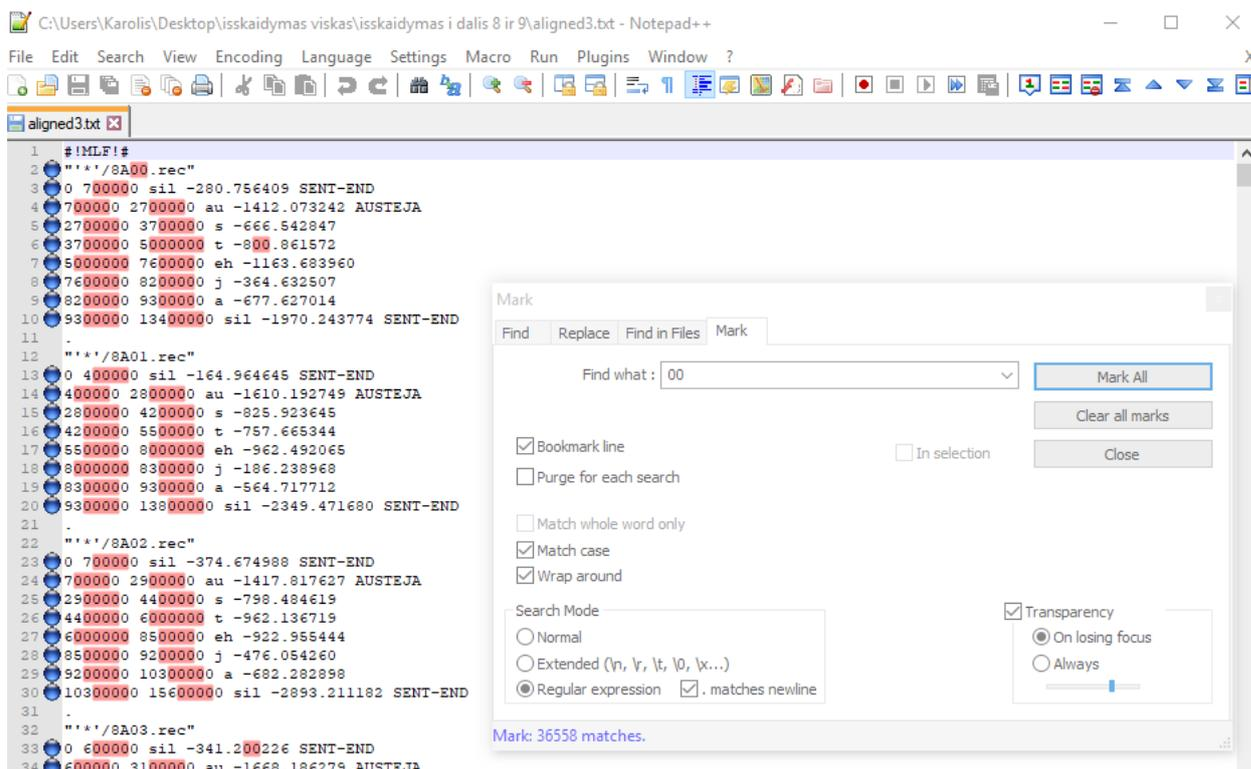 C:\Users\Karolis\Desktop\isskaidymas viskas\isskaidymas i dalis 8 ir 9\aligned3.txt - Notepad++
File Edit Search View Encoding Language Settings Macro Run Plugins Window ?
aligned3.txt
1 #!MLF!#
2 "'*'/8A00.rec"
3 0 700000 sil -280.756409 SENT-END
4 700000 2700000 au -1412.073242 AUSTEJA
5 2700000 3700000 s -666.542847
6 3700000 5000000 t -800.861572
7 5000000 7600000 eh -1163.683960
8 7600000 8200000 j -364.632507
9 8200000 9300000 a -677.627014
10 9300000 13400000 sil -1970.243774 SENT-END
11 .
12 "'*'/8A01.rec"
13 0 400000 sil -164.964645 SENT-END
14 400000 2800000 au -1610.192749 AUSTEJA
15 2800000 4200000 s -825.923645
16 4200000 5500000 t -757.665344
17 5500000 8000000 eh -962.492065
18 8000000 8300000 j -186.238968
19 8300000 9300000 a -564.717712
20 9300000 13800000 sil -2349.471680 SENT-END
21 .
22 "'*'/8A02.rec"
23 0 700000 sil -374.674988 SENT-END
24 700000 2900000 au -1417.817627 AUSTEJA
25 2900000 4400000 s -798.484619
26 4400000 6000000 t -962.136719
27 6000000 8500000 eh -922.955444
28 8500000 9200000 j -476.054260
29 9200000 10300000 a -682.282898
30 10300000 15600000 sil -2893.211182 SENT-END
31 .
32 "'*'/8A03.rec"
33 0 600000 sil -341.200226 SENT-END
34 600000 3100000 au -1668.186279 AUSTEJA
Mark
Find Replace Find in Files Mark
Find what : 00
Mark All
Clear all marks
Bookmark line
In selection
Close
Purge for each search
Match whole word only
Match case
Wrap around
Search Mode
Normal
Extended (\n, \r, \t, \0, \x...)
Regular expression
. matches newline
Transparency
On losing focus
Always
Mark: 36558 matches.